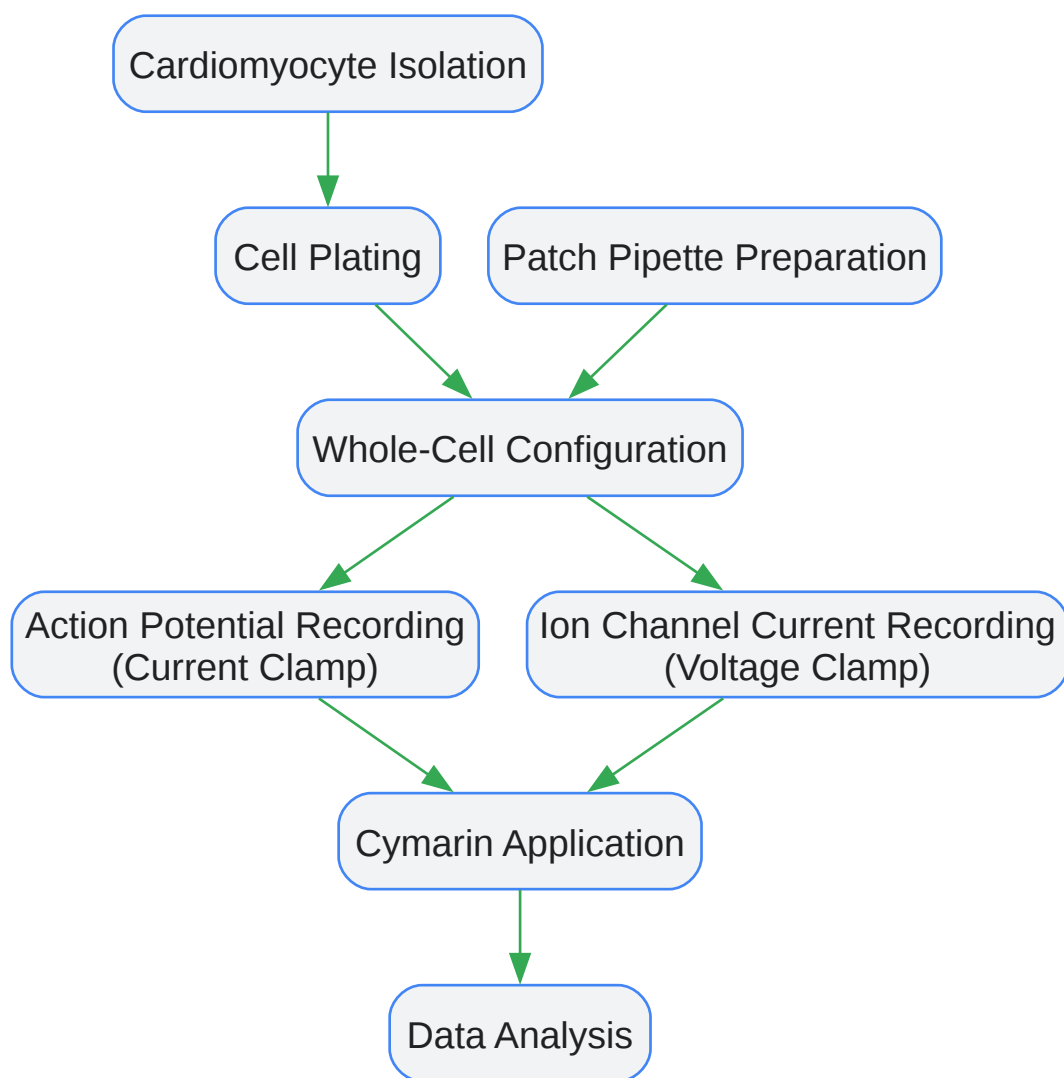 Cardiomyocyte Isolation
Cell Plating
Patch Pipette Preparation
Whole-Cell Configuration
Action Potential Recording
(Current Clamp)
Ion Channel Current Recording
(Voltage Clamp)
Cymarin Application
Data Analysis